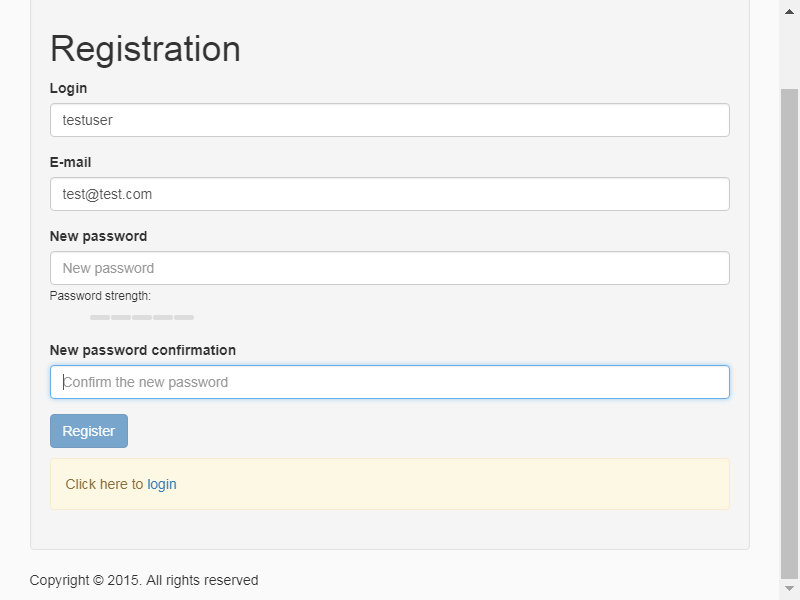 Registration
Login
testuser
E-mail
test@test.com
New password
New password
Password strength:
New password confirmation
Confirm the new password
Register
Click here to login
Copyright © 2015. All rights reserved